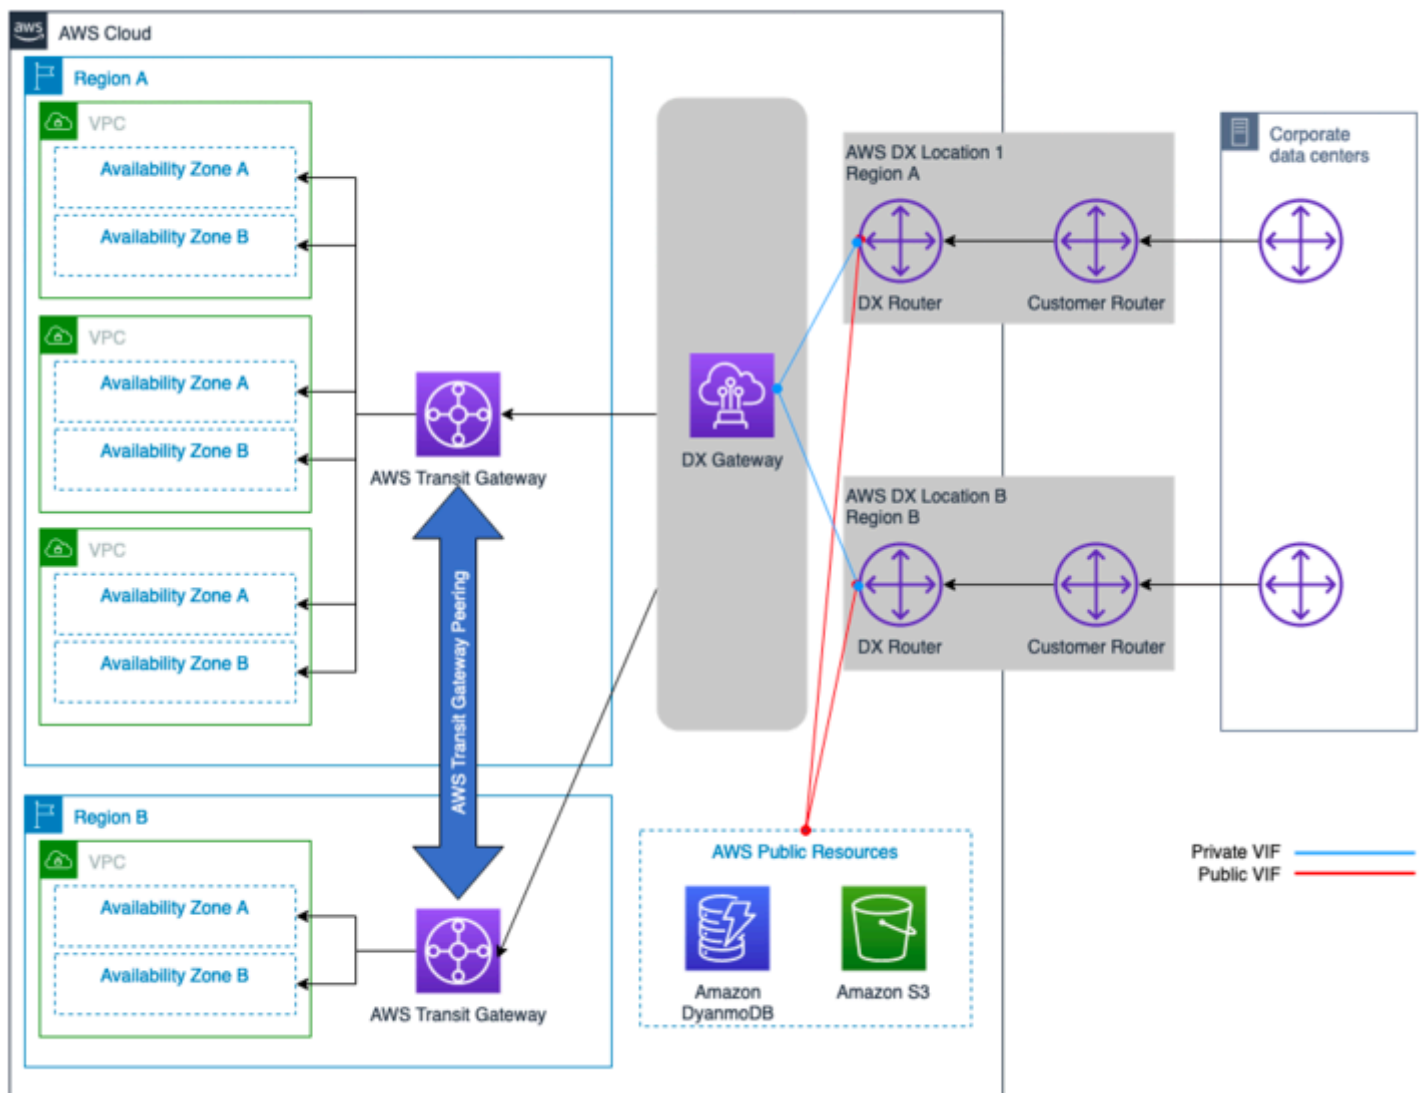 aws
AWS Cloud
Region A
VPC
Availability Zone A
Availability Zone B
VPC
Availability Zone A
Availability Zone B
VPC
Availability Zone A
Availability Zone B
AWS Transit Gateway
AWS Transit Gateway Peering
Region B
VPC
Availability Zone A
Availability Zone B
AWS Transit Gateway
DX Gateway
AWS DX Location 1
Region A
DX Router
Customer Router
AWS DX Location B
Region B
DX Router
Customer Router
Corporate
data centers
AWS Public Resources
Amazon
DyanmoDB
Amazon S3
Private VIF
Public VIF